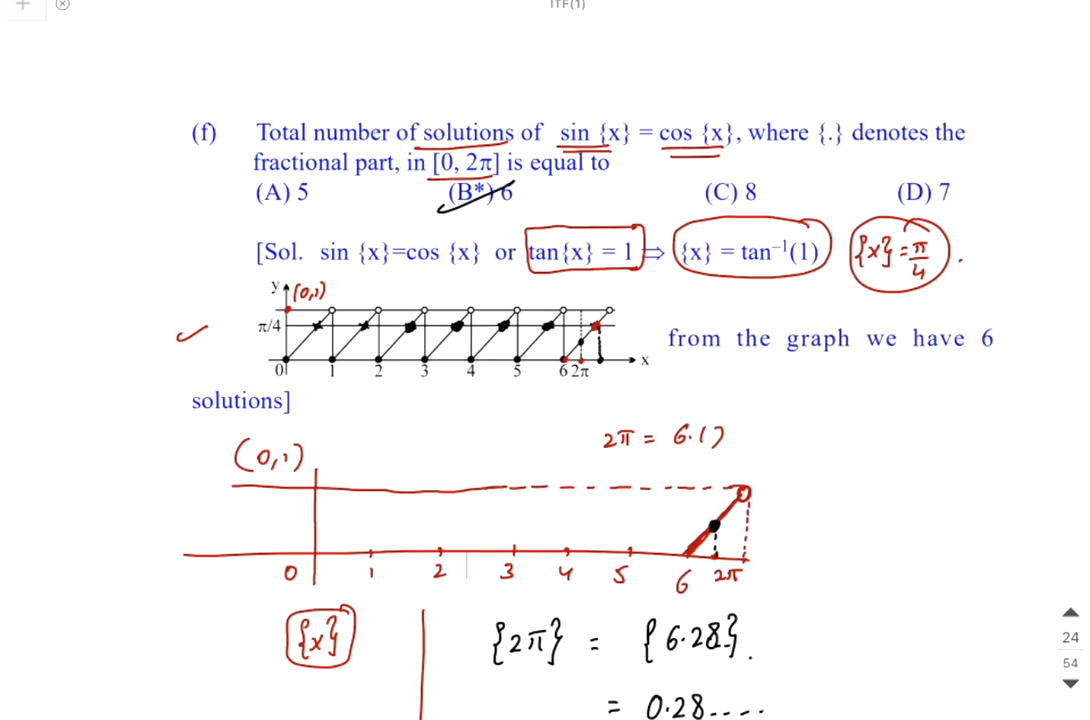 ITF(1)
(f) Total number of solutions of sin {x} = cos {x}, where {.} denotes the
fractional part, in [0, 2π] is equal to
(A) 5 (B*) 6 (C) 8 (D) 7
[Sol. sin {x}=cos {x} or tan{x} = 1 ⇒ {x} = tan⁻¹(1) {x} = π/4 .
y (0,1)
π/4
from the graph we have 6
x
0 1 2 3 4 5 6 2π
solutions]
2π = 6.()
(0,1)
0 1 2 3 4 5 6 2π
{x} {2π} = {6.28..}.
= 0.28....
24
54